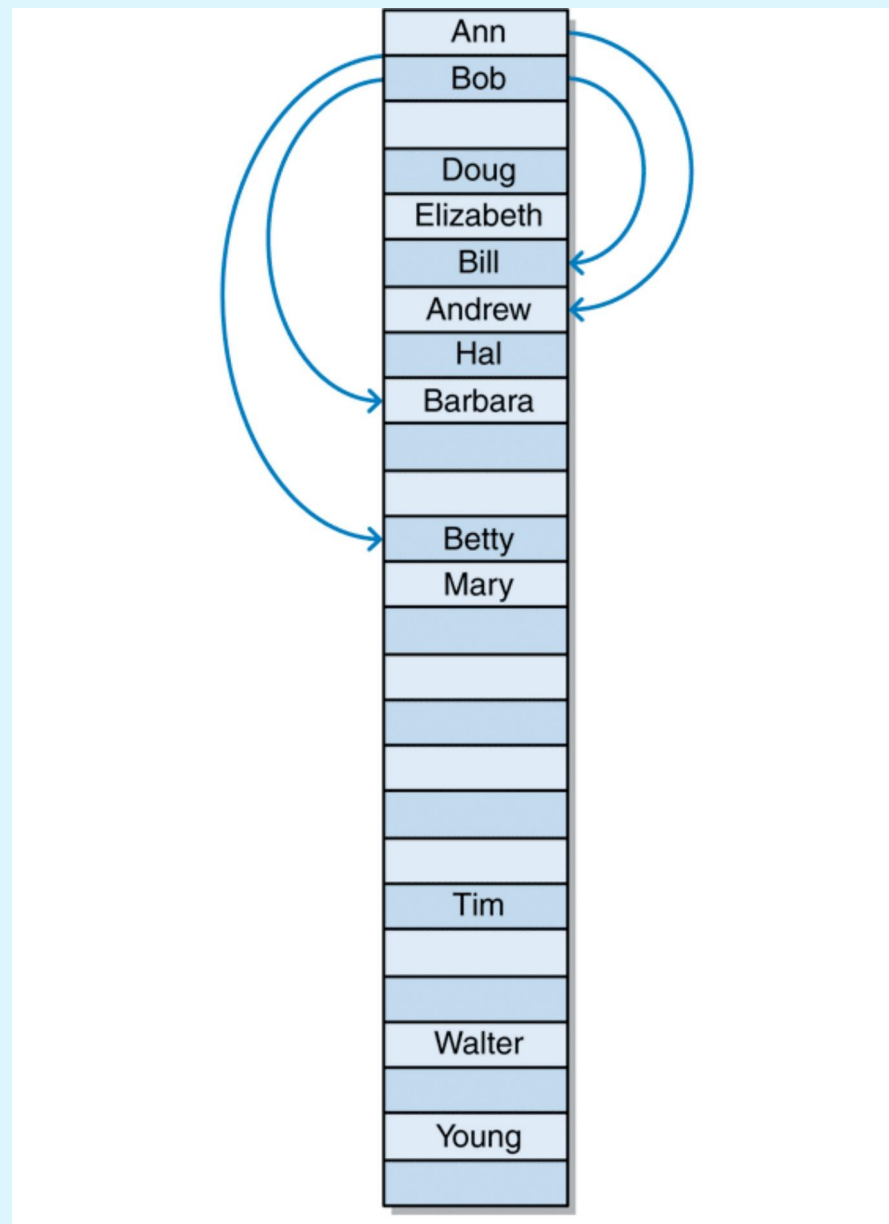 Ann
Bob
Doug
Elizabeth
Bill
Andrew
Hal
Barbara
Betty
Mary
Tim
Walter
Young